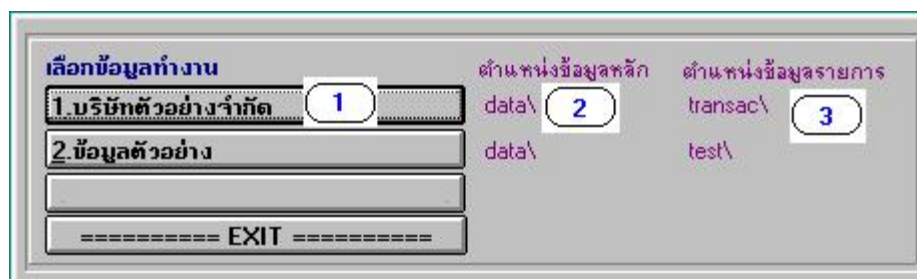 เลือกข้อมูลทำงาน ตำแหน่งข้อมูลหลัก ตำแหน่งข้อมูลรายการ
1.บริษัทตัวอย่างจำกัด 1 data\ 2 transac\ 3
2.ข้อมูลตัวอย่าง data\ test\
========== EXIT ==========